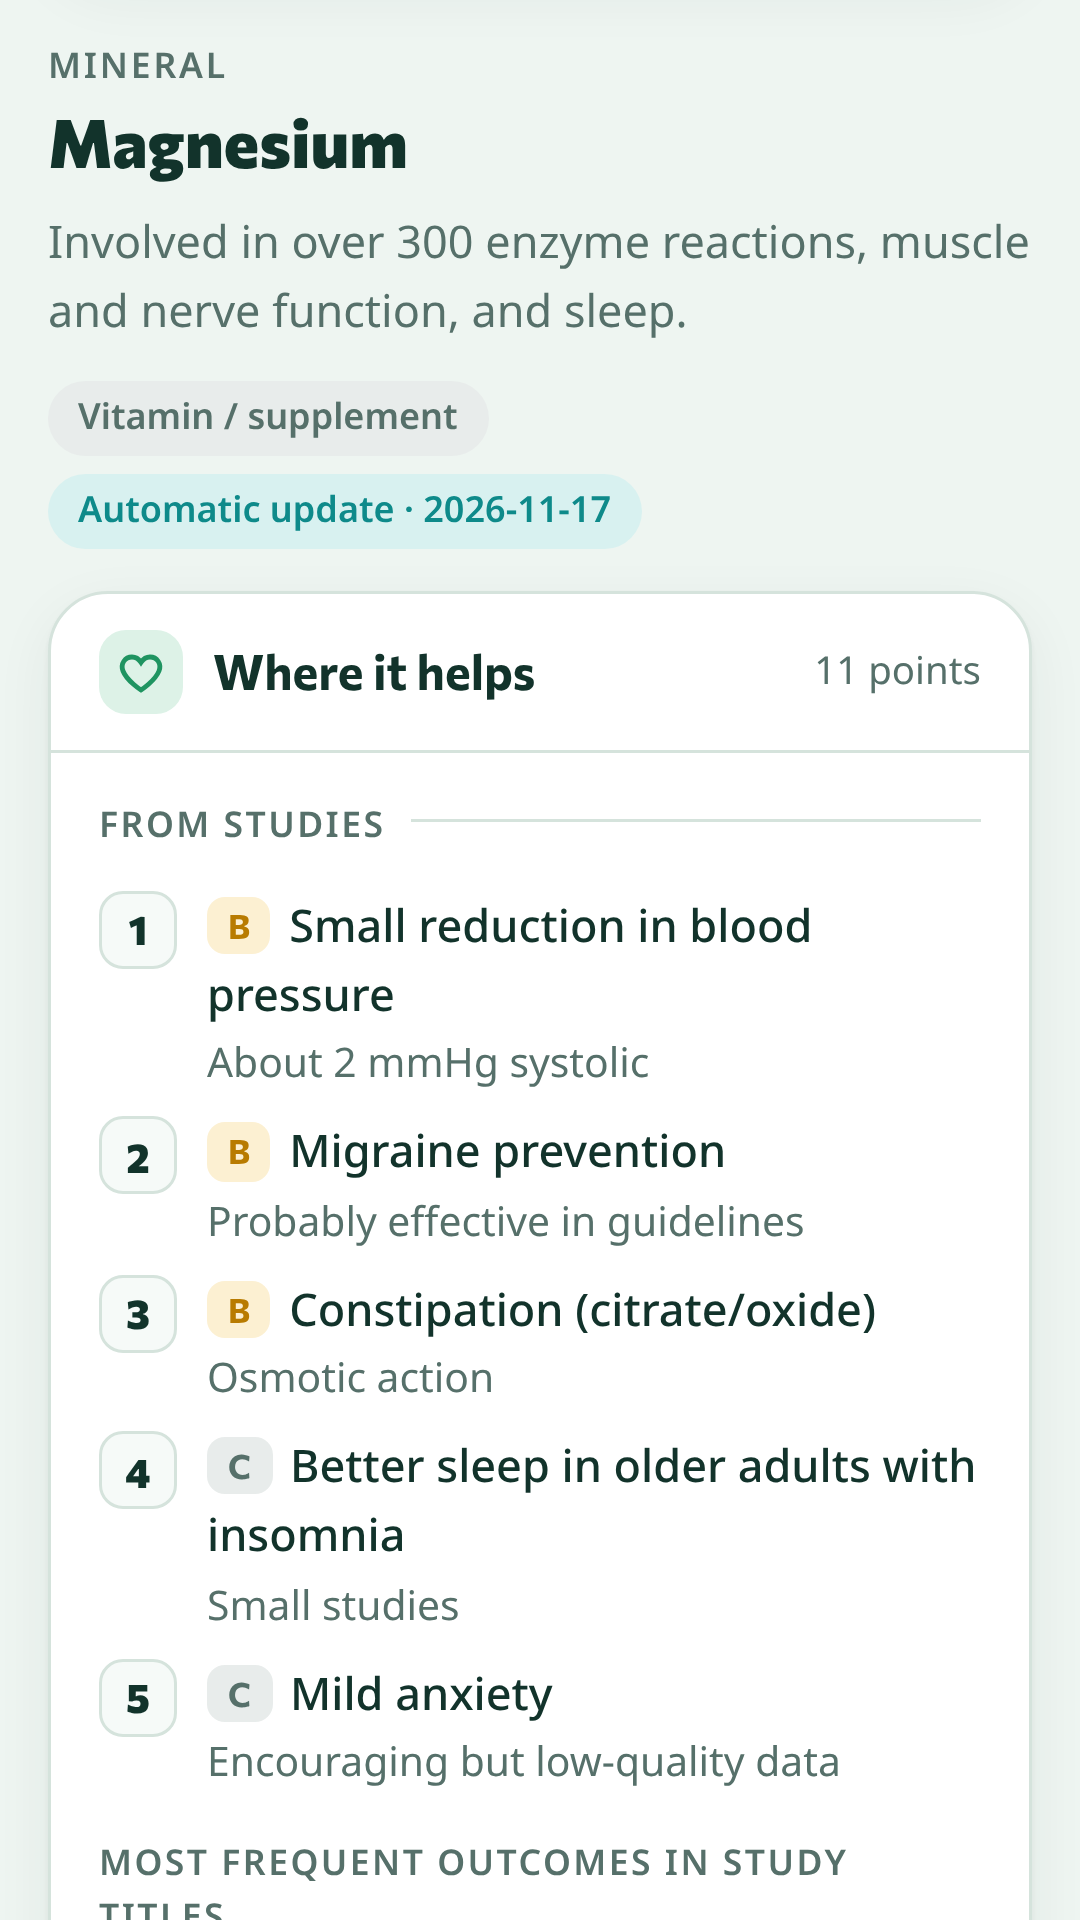 MINERAL
Magnesium
Involved in over 300 enzyme reactions, muscle
and nerve function, and sleep.
Vitamin / supplement
Automatic update · 2026-11-17
Where it helps
11 points
FROM STUDIES
1
B Small reduction in blood
pressure
About 2 mmHg systolic
2
B Migraine prevention
Probably effective in guidelines
3
B Constipation (citrate/oxide)
Osmotic action
4
C Better sleep in older adults with
insomnia
Small studies
5
C Mild anxiety
Encouraging but low-quality data
MOST FREQUENT OUTCOMES IN STUDY
TITLES